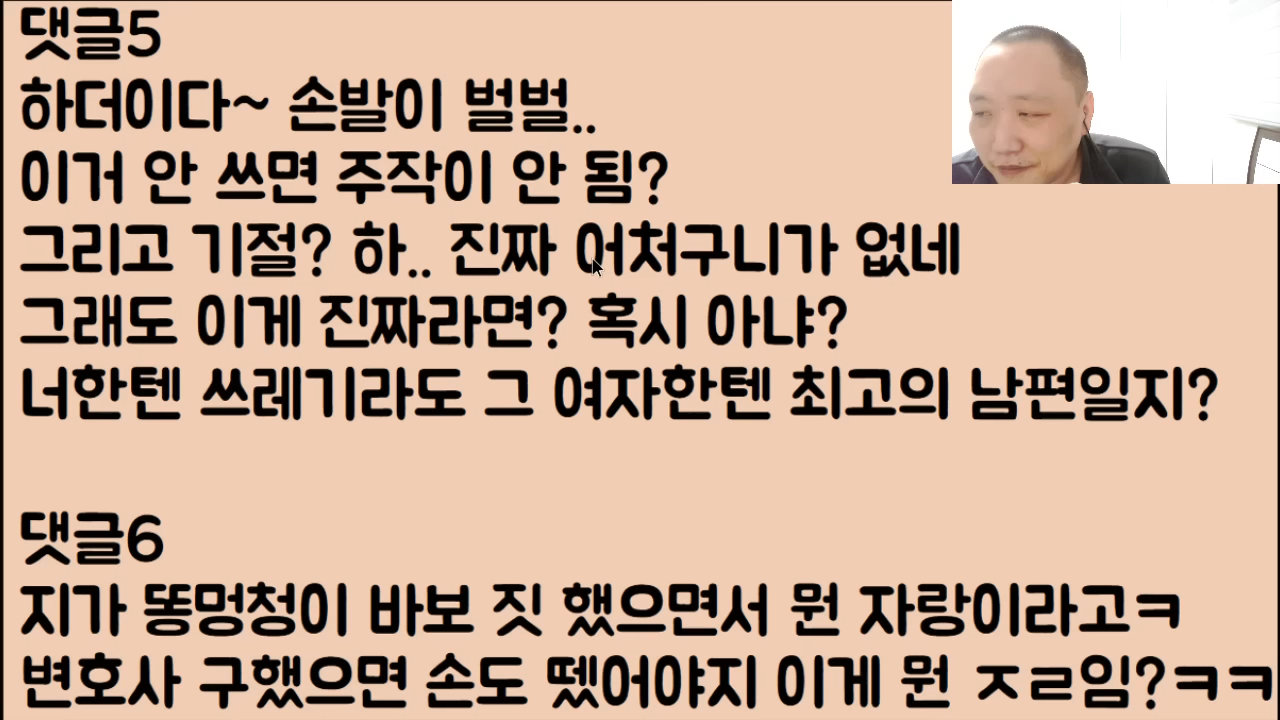 댓글5
하더이다~ 손발이 벌벌..
이거 안 쓰면 주작이 안 됨?
그리고 기절? 하.. 진짜 어처구니가 없네
그래도 이게 진짜라면? 혹시 아냐?
너한텐 쓰레기라도 그 여자한텐 최고의 남편일지?
댓글6
지가 똥멍청이 바보 짓 했으면서 뭔 자랑이라고ㅋ
변호사 구했으면 손도 뗐어야지 이게 뭔 ㅈㄹ임?ㅋㅋ